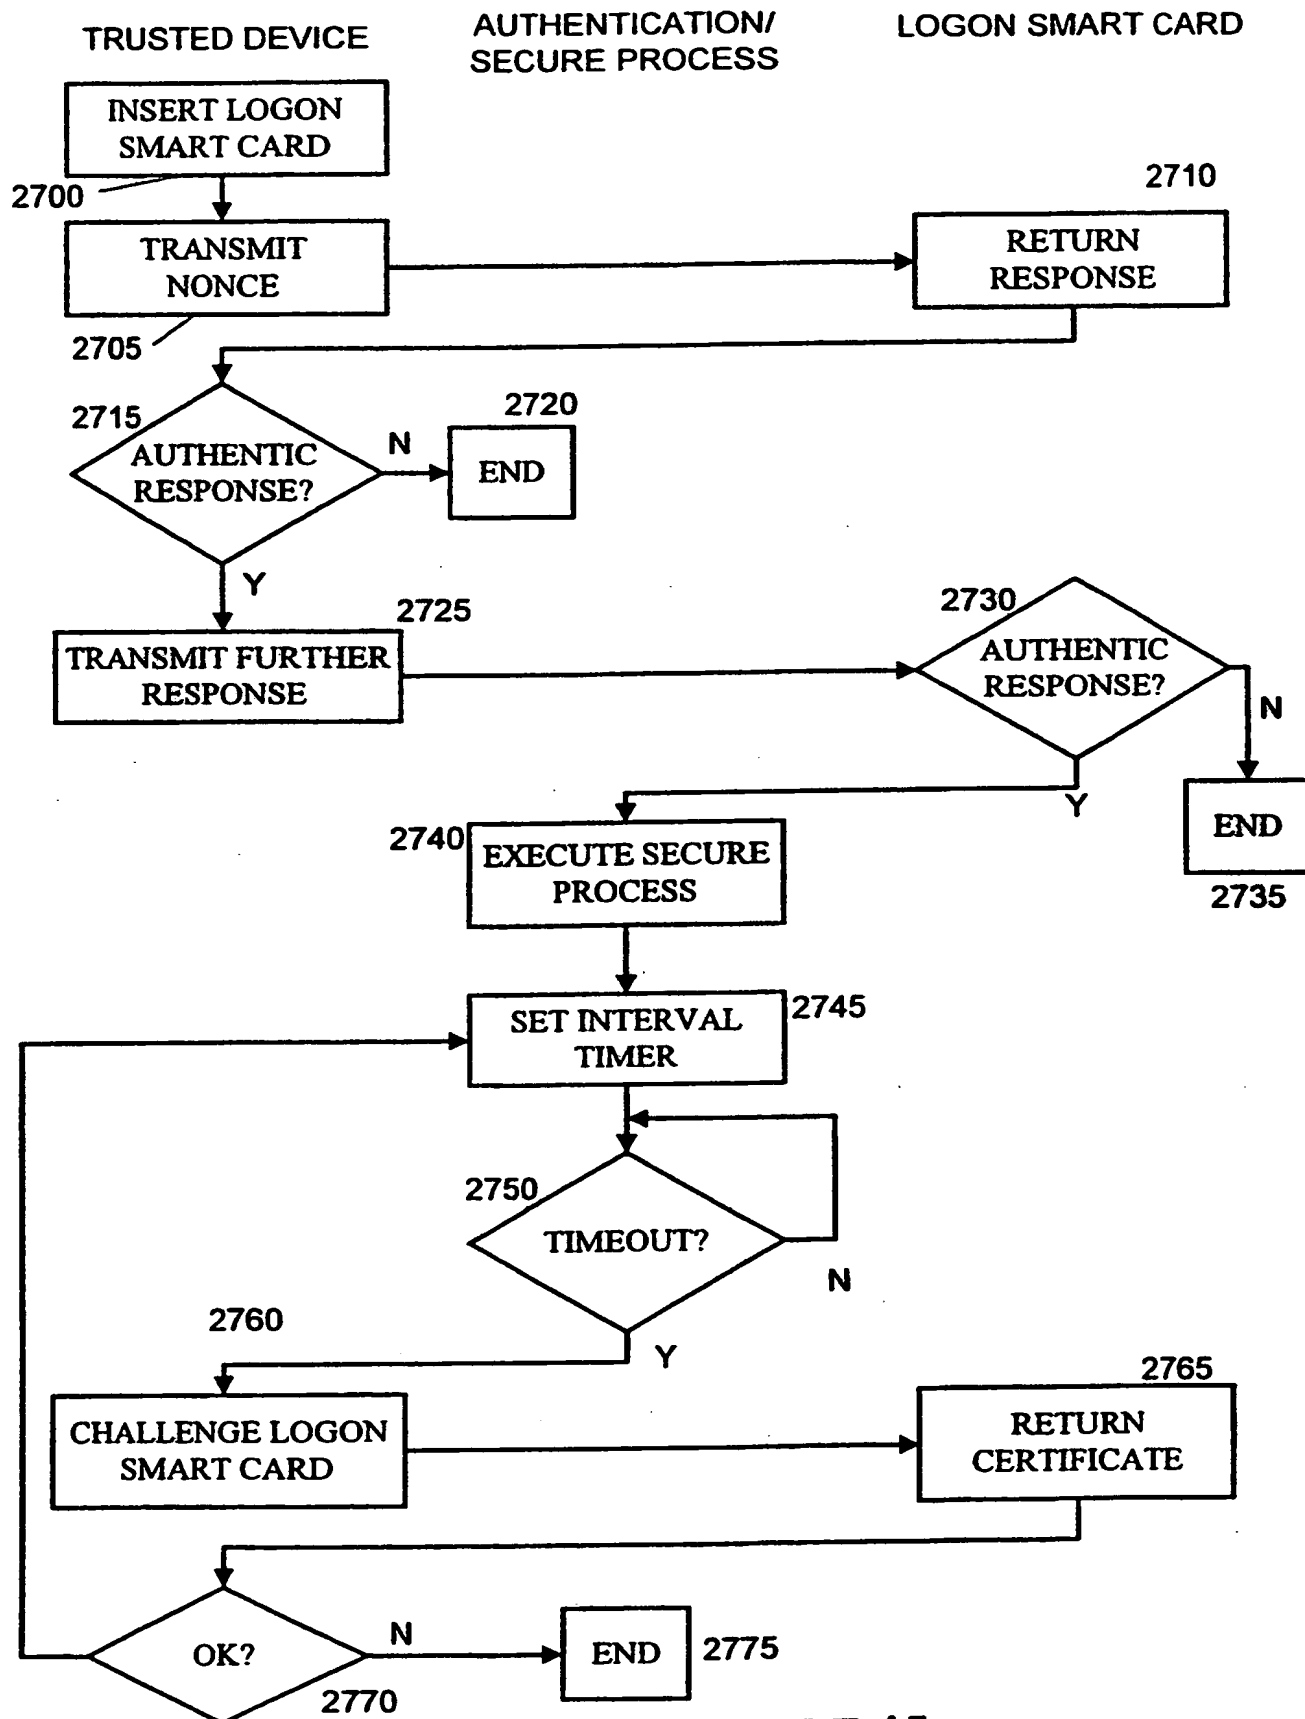 TRUSTED DEVICE
AUTHENTICATION/
SECURE PROCESS
LOGON SMART CARD
INSERT LOGON
SMART CARD
2700
TRANSMIT
NONCE
2705
2710
RETURN
RESPONSE
2715
AUTHENTIC
RESPONSE?
N
2720
END
Y
2725
TRANSMIT FURTHER
RESPONSE
2730
AUTHENTIC
RESPONSE?
N
Y
END
2735
2740
EXECUTE SECURE
PROCESS
2745
SET INTERVAL
TIMER
2750
TIMEOUT?
N
Y
2760
CHALLENGE LOGON
SMART CARD
2765
RETURN
CERTIFICATE
OK?
N
2770
END
2775